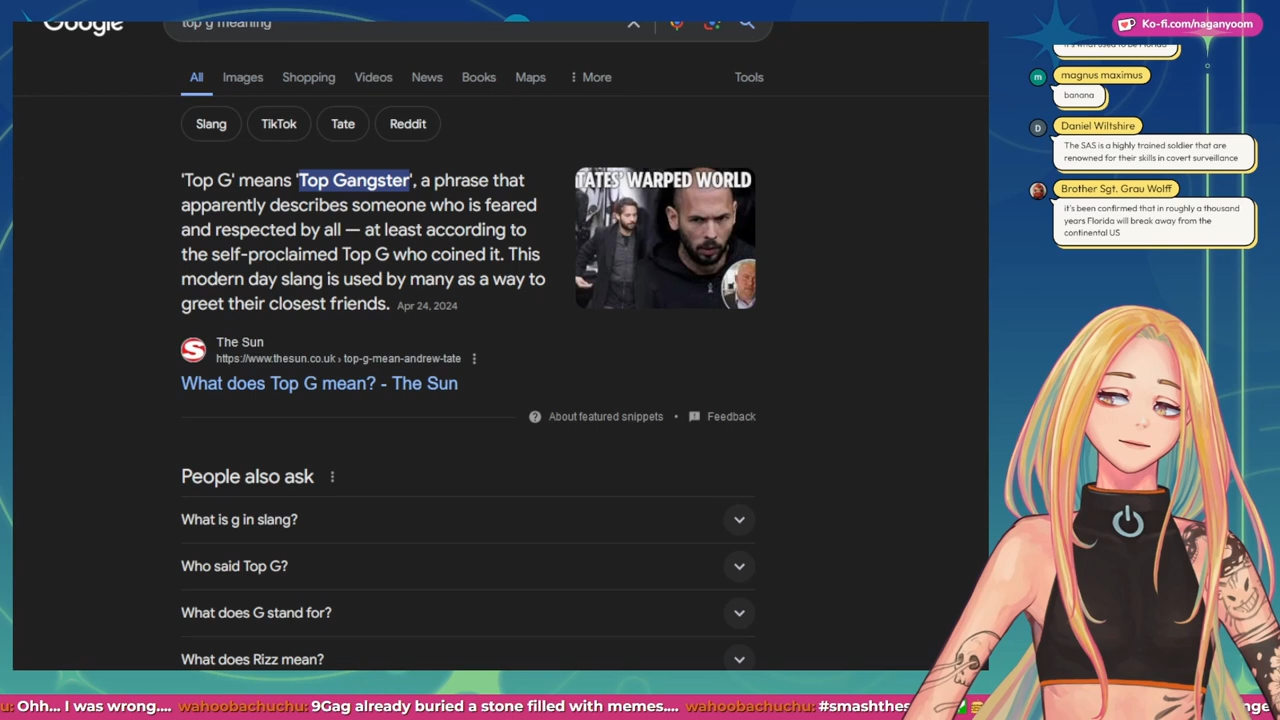 Google
top g meaning
All Images Shopping Videos News Books Maps More Tools
Slang TikTok Tate Reddit
'Top G' means 'Top Gangster', a phrase that
apparently describes someone who is feared
and respected by all — at least according to
the self-proclaimed Top G who coined it. This
modern day slang is used by many as a way to
greet their closest friends. Apr 24, 2024
TATES' WARPED WORLD
The Sun
https://www.thesun.co.uk › top-g-mean-andrew-tate
What does Top G mean? - The Sun
About featured snippets • Feedback
People also ask
What is g in slang?
Who said Top G?
What does G stand for?
What does Rizz mean?
Ko-fi.com/naganyoom
it's what used to be Florida
m
magnus maximus
banana
D
Daniel Wiltshire
The SAS is a highly trained soldier that are
renowned for their skills in covert surveillance
Brother Sgt. Grau Wolff
it's been confirmed that in roughly a thousand
years Florida will break away from the
continental US
u: Ohh... I was wrong.... wahoobachuchu: 9Gag already buried a stone filled with memes.... wahoobachuchu: #smashthes nge